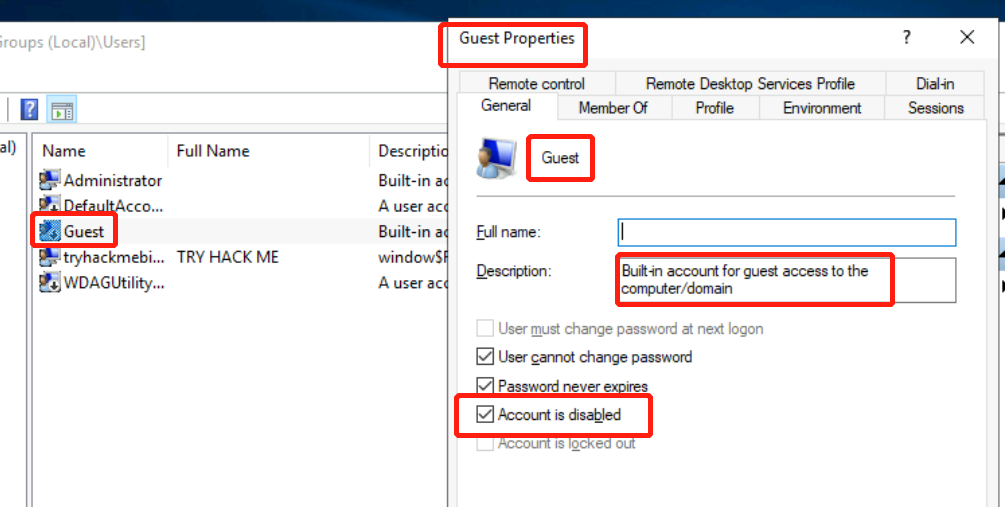 Groups (Local)\Users]
Guest Properties
?
Remote control Remote Desktop Services Profile Dial-in
General Member Of Profile Environment Sessions
al)
Name Full Name Descriptio
Administrator Built-in ac
DefaultAcco... A user acc
Guest Built-in ac
tryhackmebi... TRY HACK ME window$F
WDAGUtility... A user acc
Guest
Full name:
Description: Built-in account for guest access to the
computer/domain
User must change password at next logon
User cannot change password
Password never expires
Account is disabled
Account is locked out